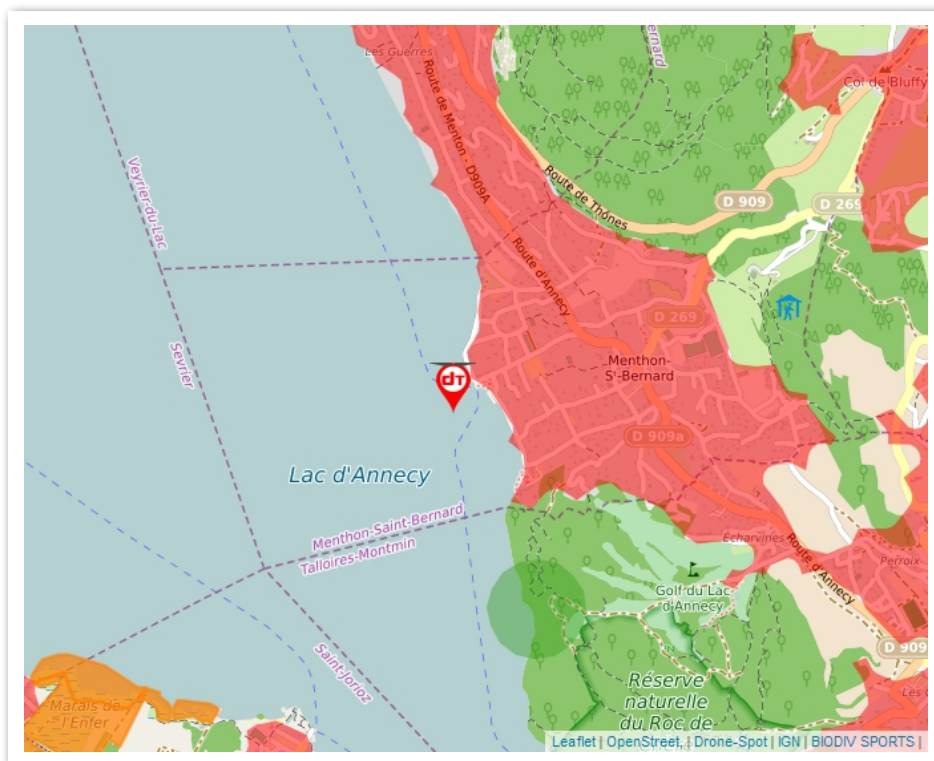 Les Guerres
ernard
Col de Bluffy
Route de Menton - D909A
Veyrier-du-Lac
Route de Thônes
D 909
D 269
Route d'Annecy
Sevrier
D 269
Menthon-
St-Bernard
dT
D 909a
Lac d'Annecy
Menthon-Saint-Bernard
Talloires-Montmin
Écharvines
Route d'Annecy
Perroix
Golf du Lac
d'Annecy
Saint-Jorioz
D 909
Réserve
naturelle
du Roc de
Marais de
l'Enfer
Leaflet | OpenStreet, | Drone-Spot | IGN | BIODIV SPORTS |